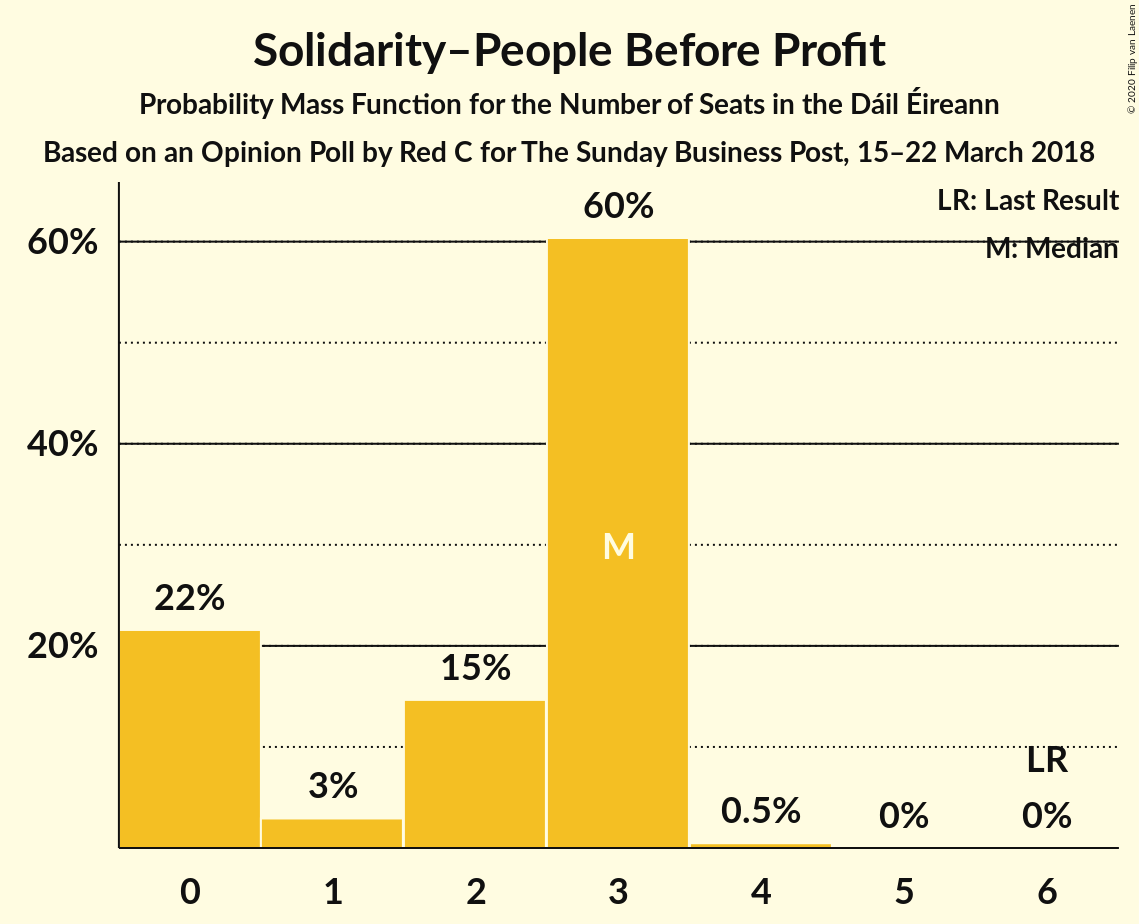 Solidarity–People Before Profit
Probability Mass Function for the Number of Seats in the Dáil Éireann
Based on an Opinion Poll by Red C for The Sunday Business Post, 15–22 March 2018
© 2020 Filip van Laenen
LR: Last Result
M: Median
60%
40%
20%
22%
3%
15%
60%
M
0.5%
0%
LR
0%
0 1 2 3 4 5 6